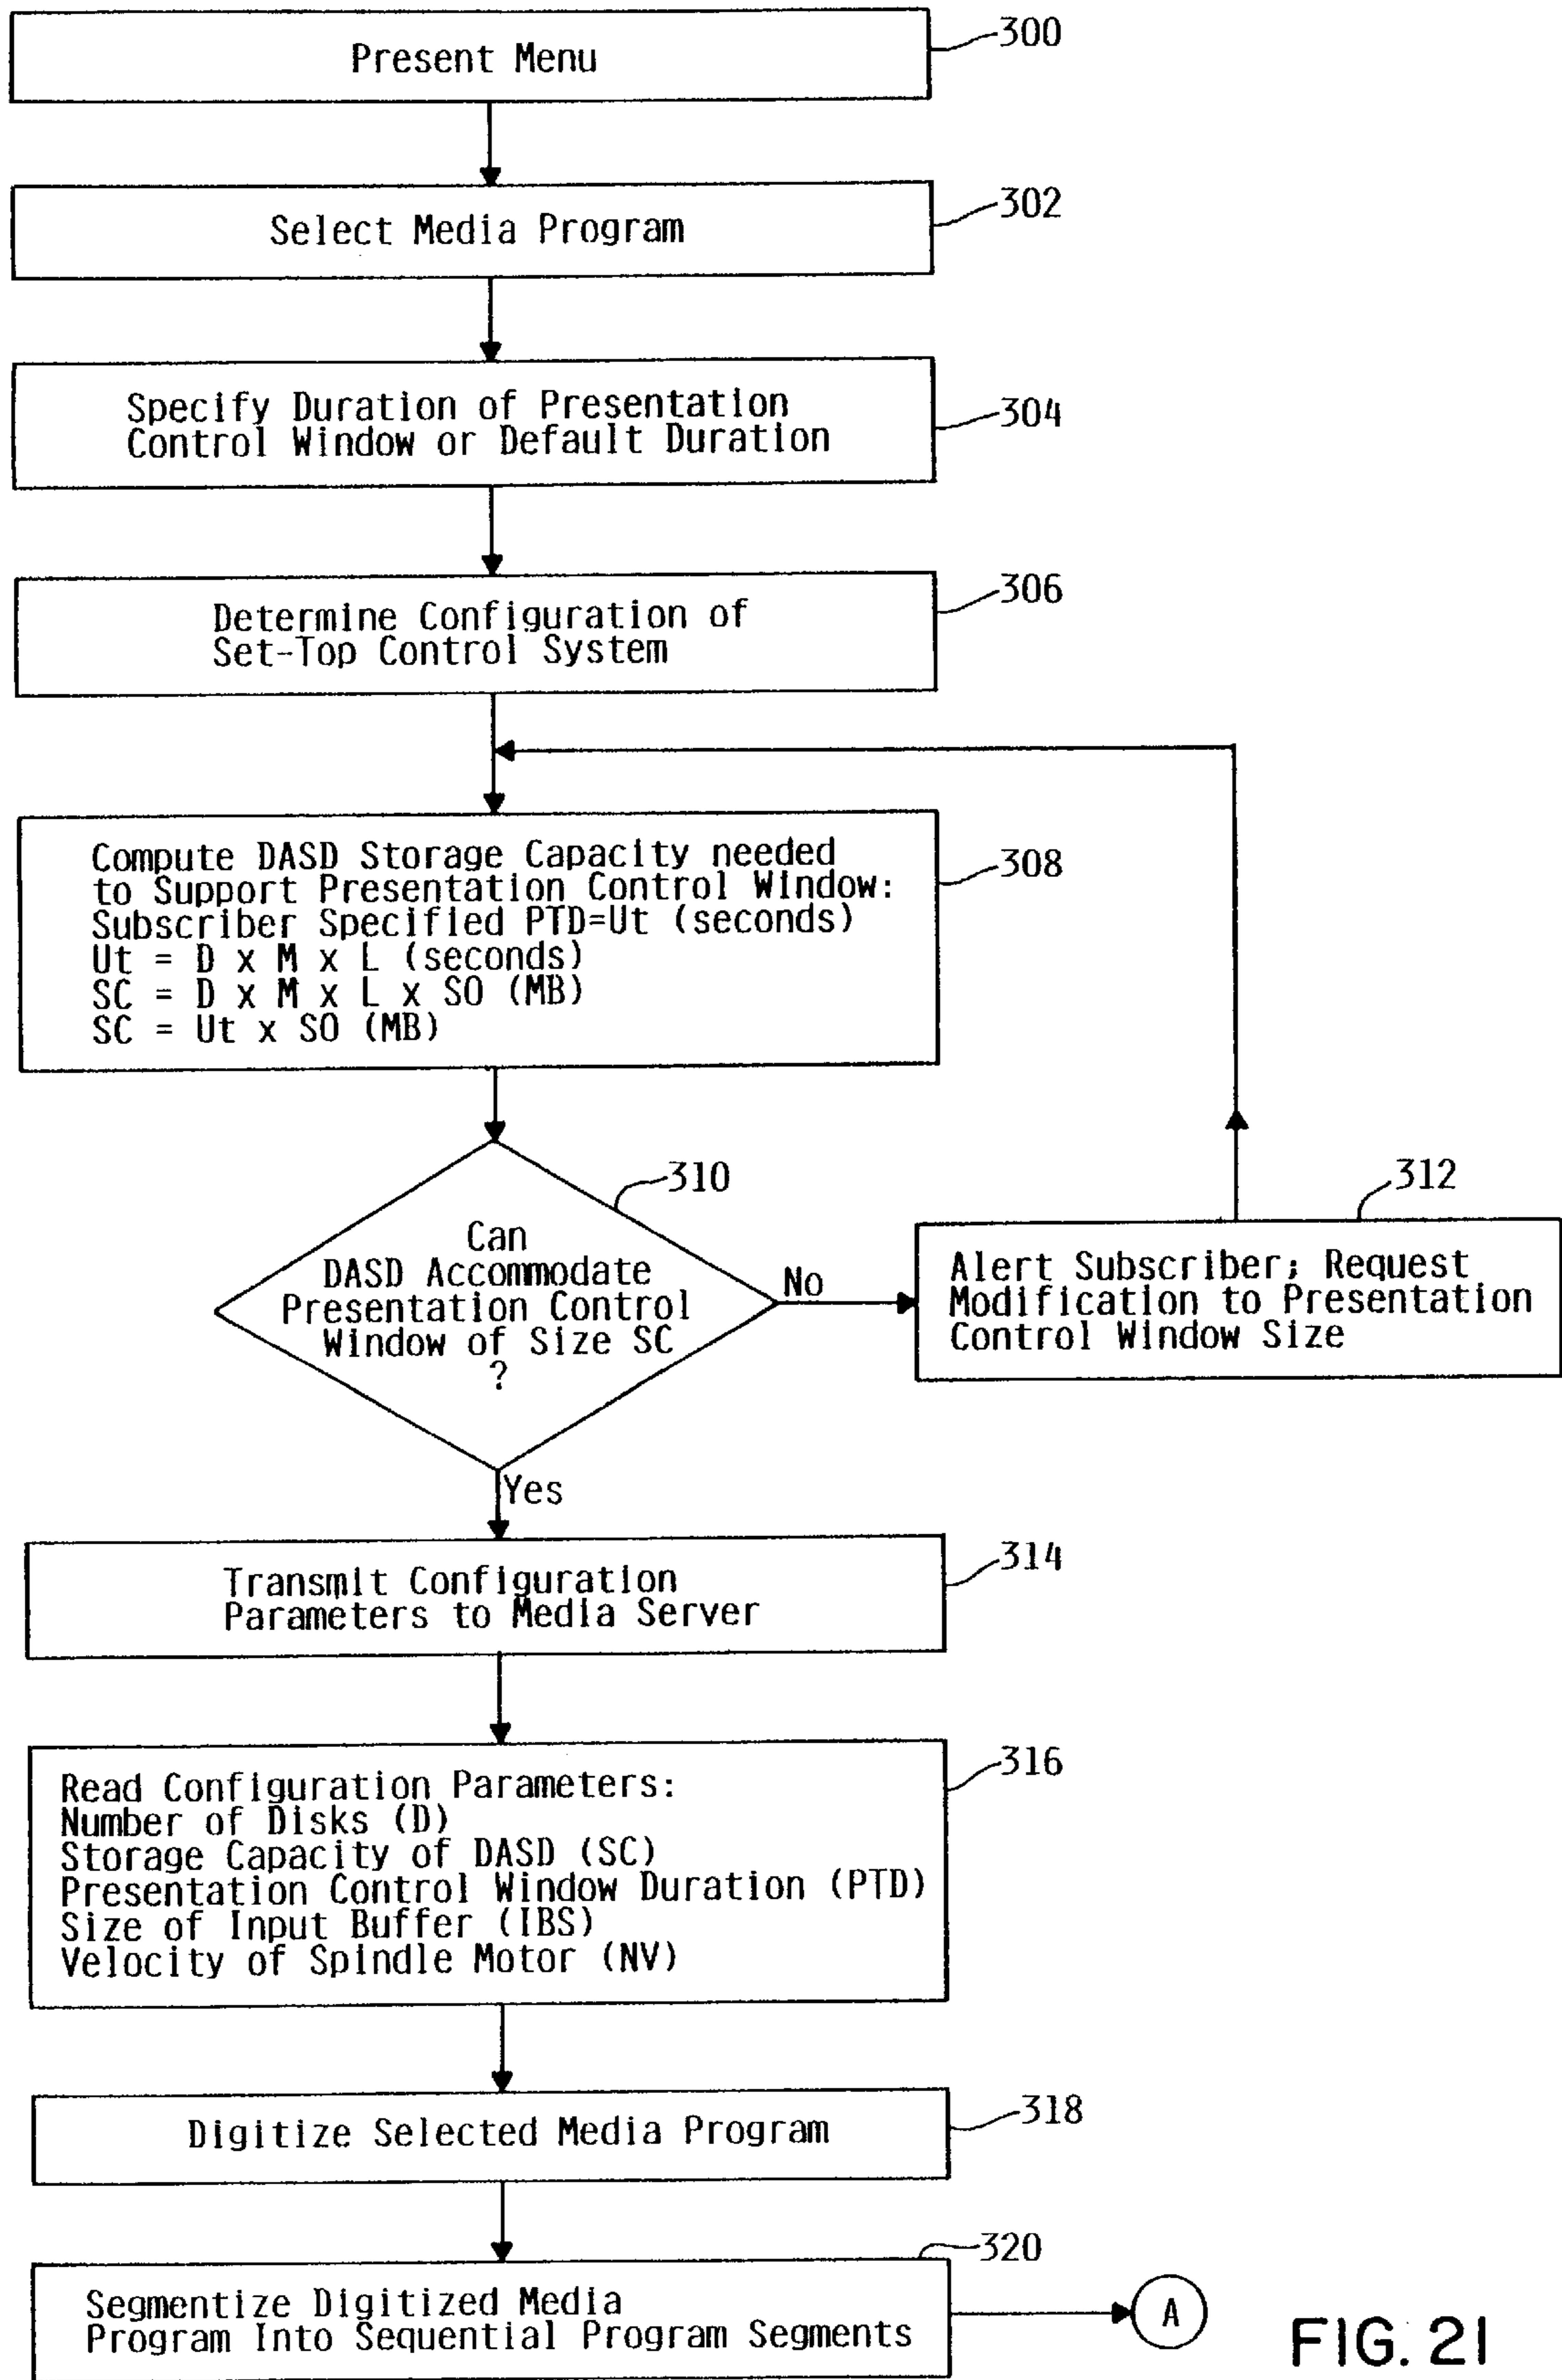 Present Menu
300
Select Media Program
302
Specify Duration of Presentation
Control Window or Default Duration
304
Determine Configuration of
Set-Top Control System
306
Compute DASD Storage Capacity needed
to Support Presentation Control Window:
Subscriber Specified PTD=Ut (seconds)
Ut = D x M x L (seconds)
SC = D x M x L x SO (MB)
SC = Ut x SO (MB)
308
Can
DASD Accommodate
Presentation Control
Window of Size SC
?
310
No
Alert Subscriber; Request
Modification to Presentation
Control Window Size
312
Yes
Transmit Configuration
Parameters to Media Server
314
Read Configuration Parameters:
Number of Disks (D)
Storage Capacity of DASD (SC)
Presentation Control Window Duration (PTD)
Size of Input Buffer (IBS)
Velocity of Spindle Motor (NV)
316
Digitize Selected Media Program
318
Segmentize Digitized Media
Program Into Sequential Program Segments
320
A
FIG. 21